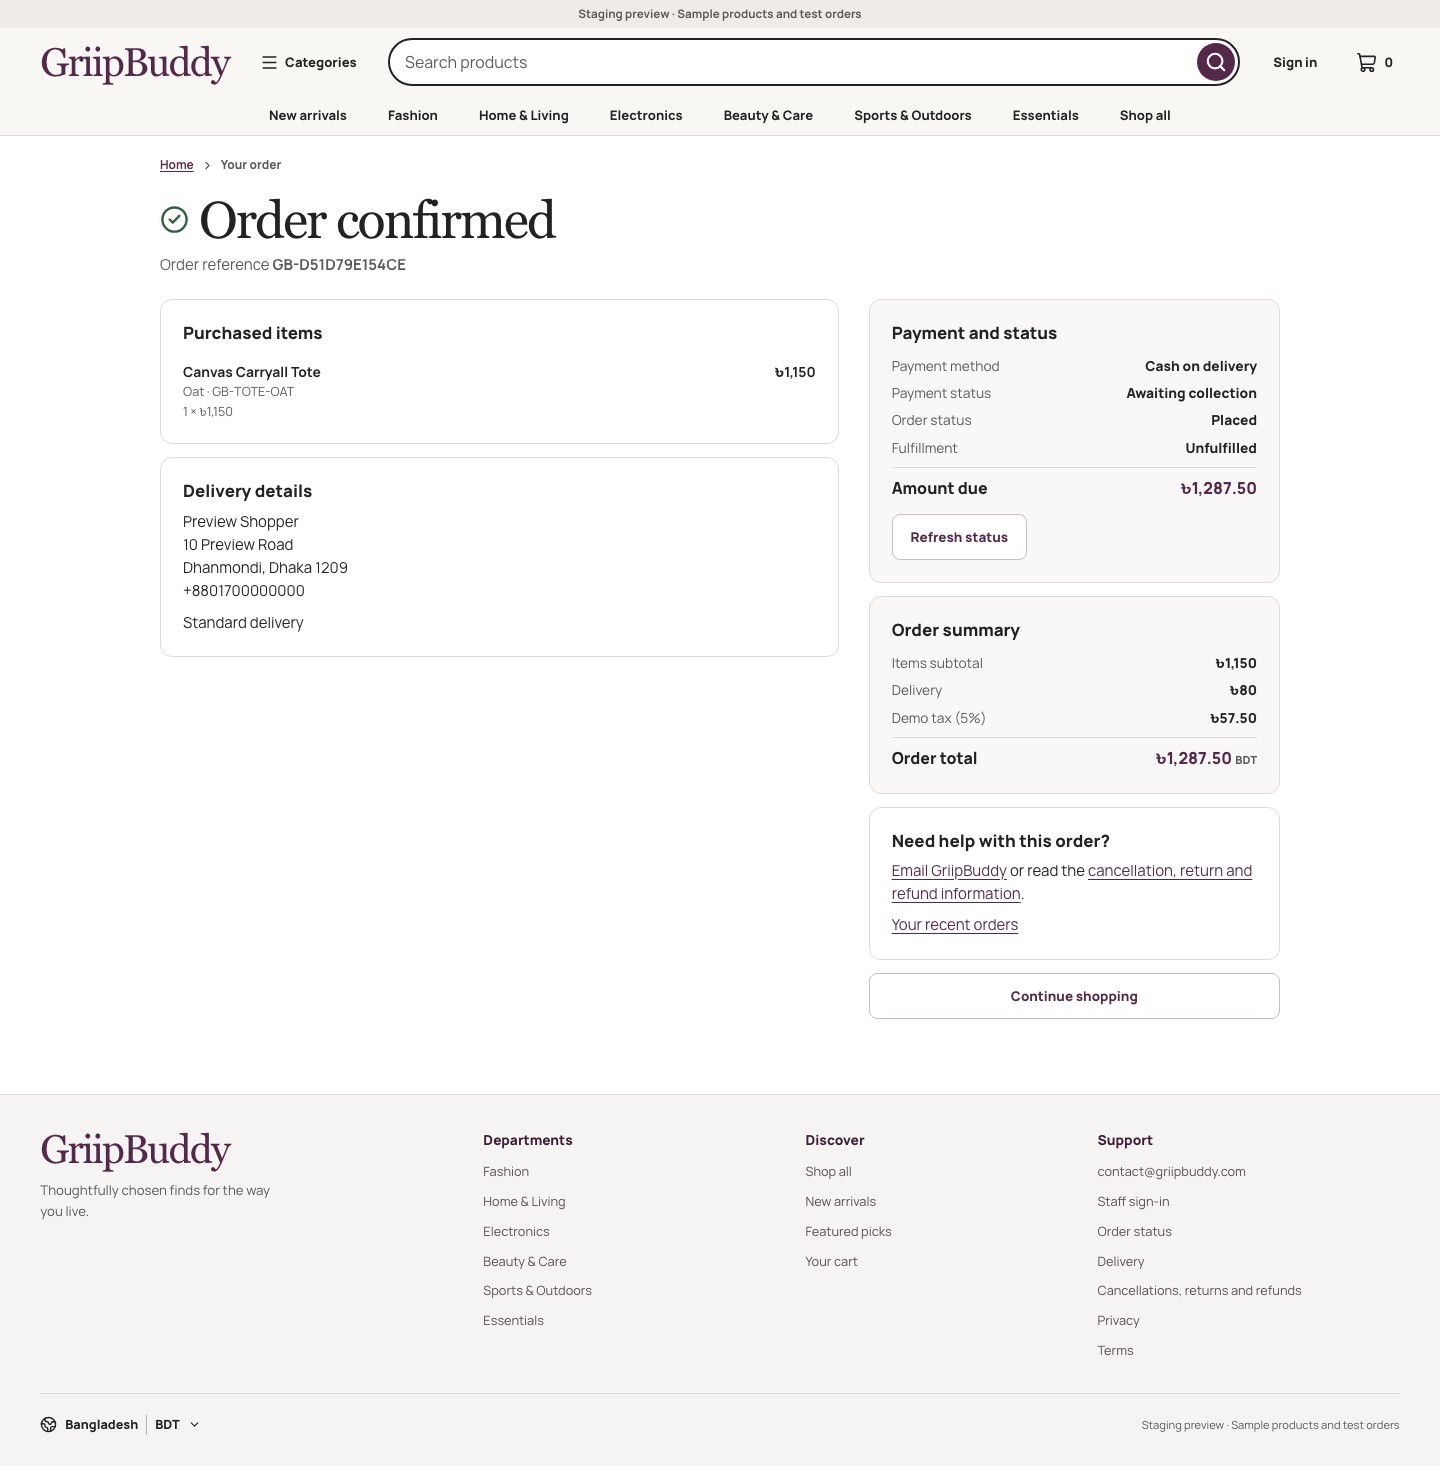 Staging preview · Sample products and test orders
GriipBuddy
Categories
Search products
Sign in
0
New arrivals
Fashion
Home & Living
Electronics
Beauty & Care
Sports & Outdoors
Essentials
Shop all
Home
Your order
Order confirmed
Order reference GB-D51D79E154CE
Purchased items
Canvas Carryall Tote ৳1,150
Oat · GB-TOTE-OAT
1 × ৳1,150
Delivery details
Preview Shopper
10 Preview Road
Dhanmondi, Dhaka 1209
+8801700000000
Standard delivery
Payment and status
Payment method Cash on delivery
Payment status Awaiting collection
Order status Placed
Fulfillment Unfulfilled
Amount due ৳1,287.50
Refresh status
Order summary
Items subtotal ৳1,150
Delivery ৳80
Demo tax (5%) ৳57.50
Order total ৳1,287.50 BDT
Need help with this order?
Email GriipBuddy or read the cancellation, return and
refund information.
Your recent orders
Continue shopping
GriipBuddy
Thoughtfully chosen finds for the way
you live.
Departments
Fashion
Home & Living
Electronics
Beauty & Care
Sports & Outdoors
Essentials
Discover
Shop all
New arrivals
Featured picks
Your cart
Support
contact@griipbuddy.com
Staff sign-in
Order status
Delivery
Cancellations, returns and refunds
Privacy
Terms
Bangladesh BDT
Staging preview · Sample products and test orders